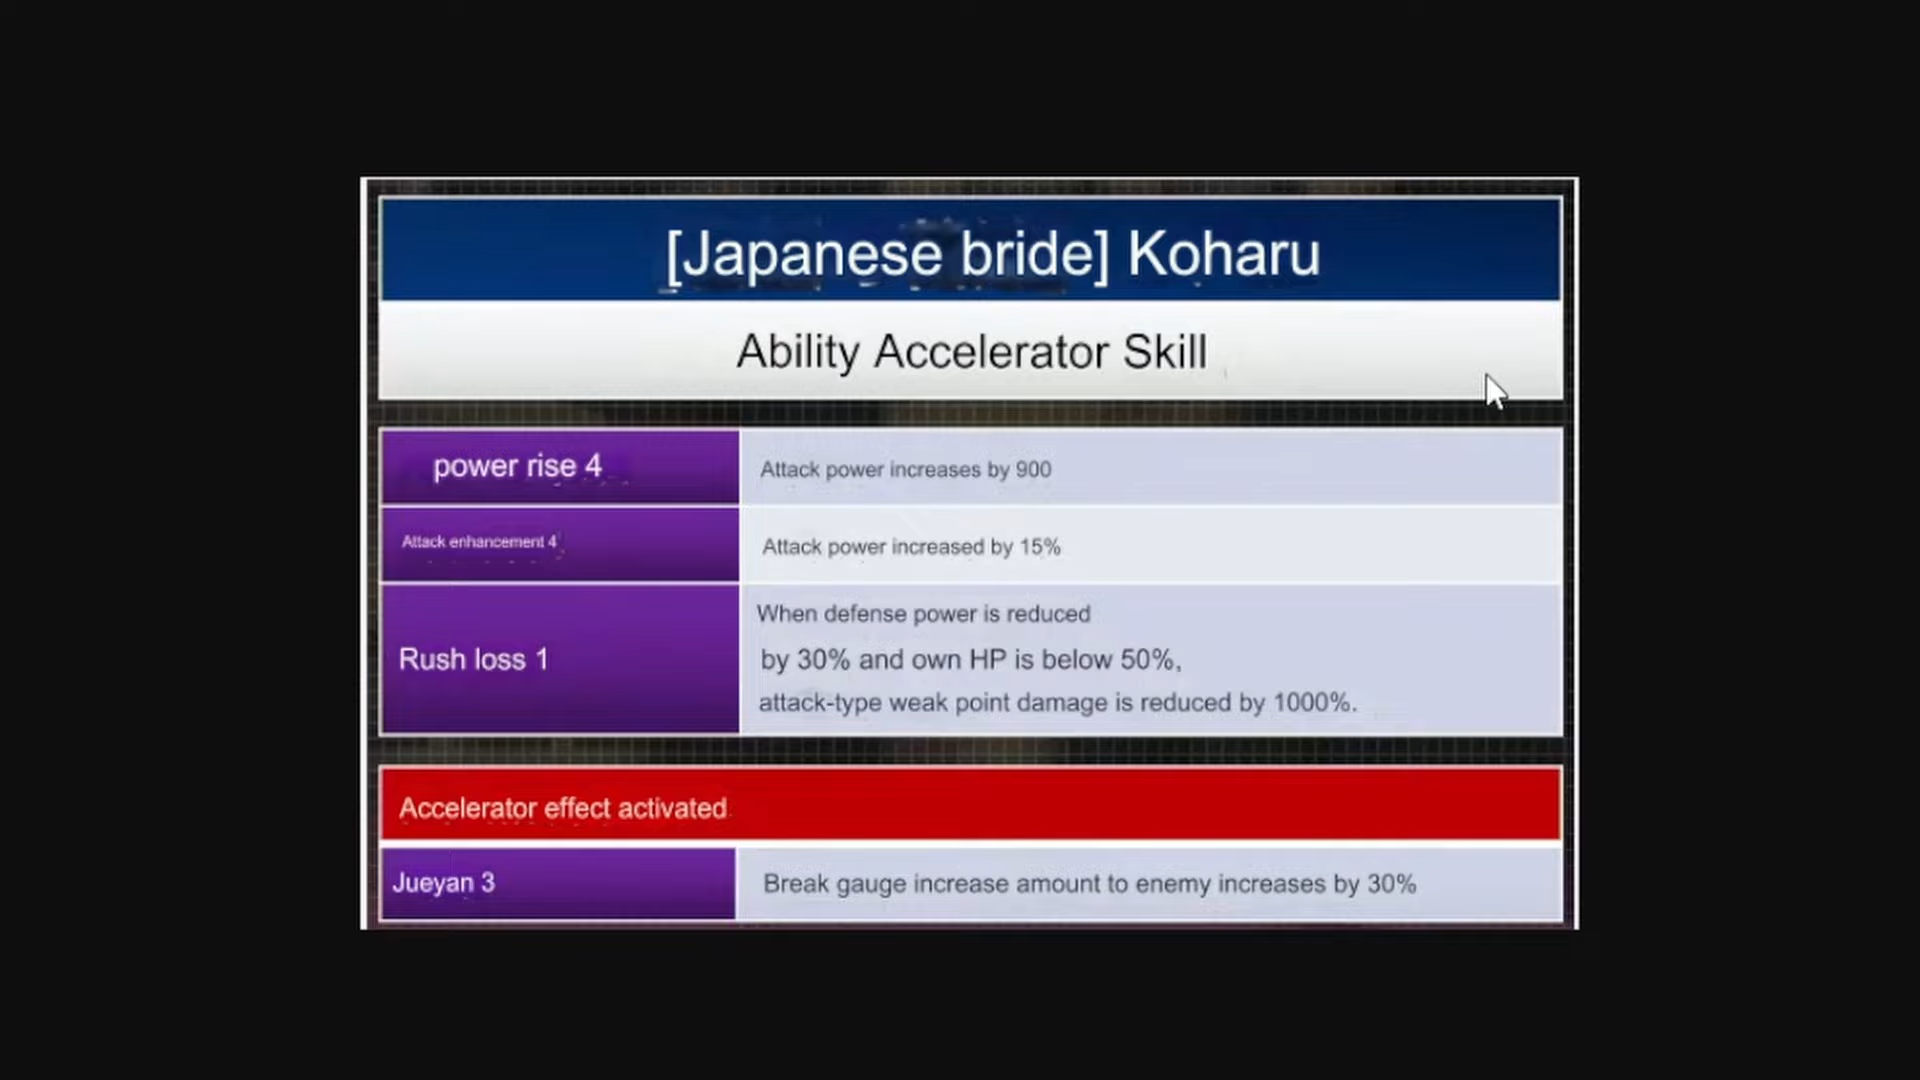 [Japanese bride] Koharu
Ability Accelerator Skill
power rise 4
Attack power increases by 900
Attack enhancement 4
Attack power increased by 15%
Rush loss 1
When defense power is reduced
by 30% and own HP is below 50%,
attack-type weak point damage is reduced by 1000%.
Accelerator effect activated
Jueyan 3
Break gauge increase amount to enemy increases by 30%